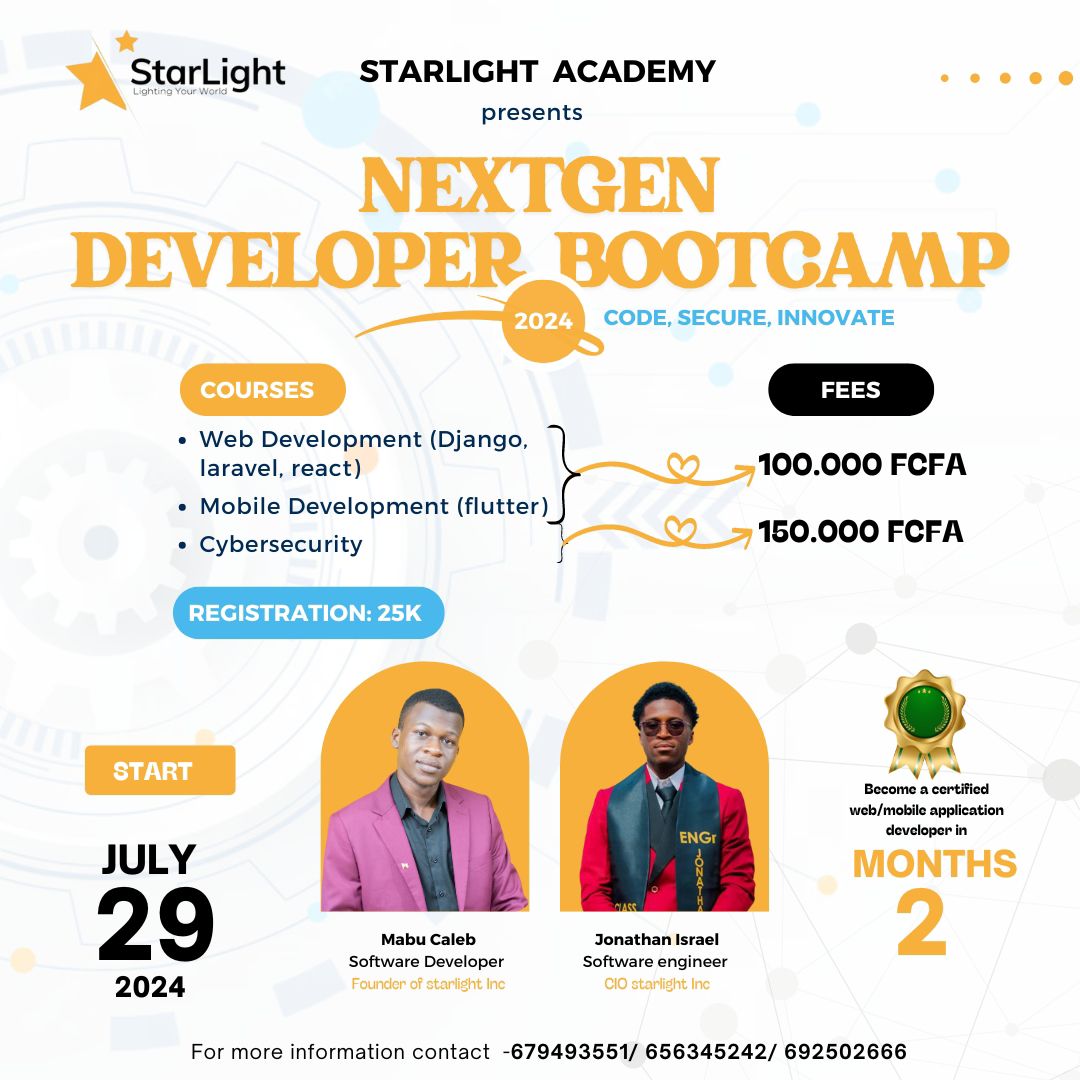 StarLight
Lighting Your World
STARLIGHT ACADEMY
presents
NEXTGEN
DEVELOPER BOOTCAMP
2024
CODE, SECURE, INNOVATE
COURSES
FEES
• Web Development (Django,
laravel, react)
• Mobile Development (flutter)
• Cybersecurity
100.000 FCFA
150.000 FCFA
REGISTRATION: 25K
START
JULY
29
2024
ENGr
JONATHA
CLASS
Mabu Caleb
Software Developer
Founder of starlight Inc
Jonathan Israel
Software engineer
CIO starlight Inc
Become a certified
web/mobile application
developer in
MONTHS
2
For more information contact -679493551/ 656345242/ 692502666